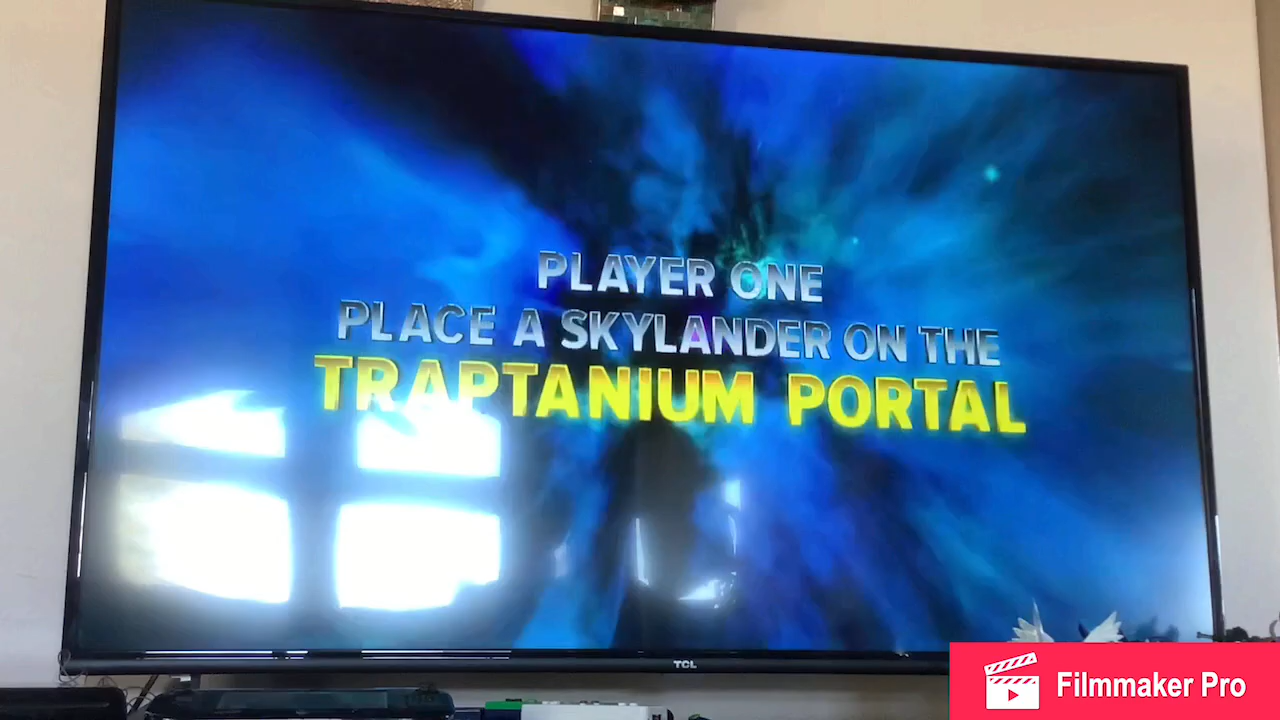 PLAYER ONE
PLACE A SKYLANDER ON THE
TRAPTANIUM PORTAL
TCL
Filmmaker Pro